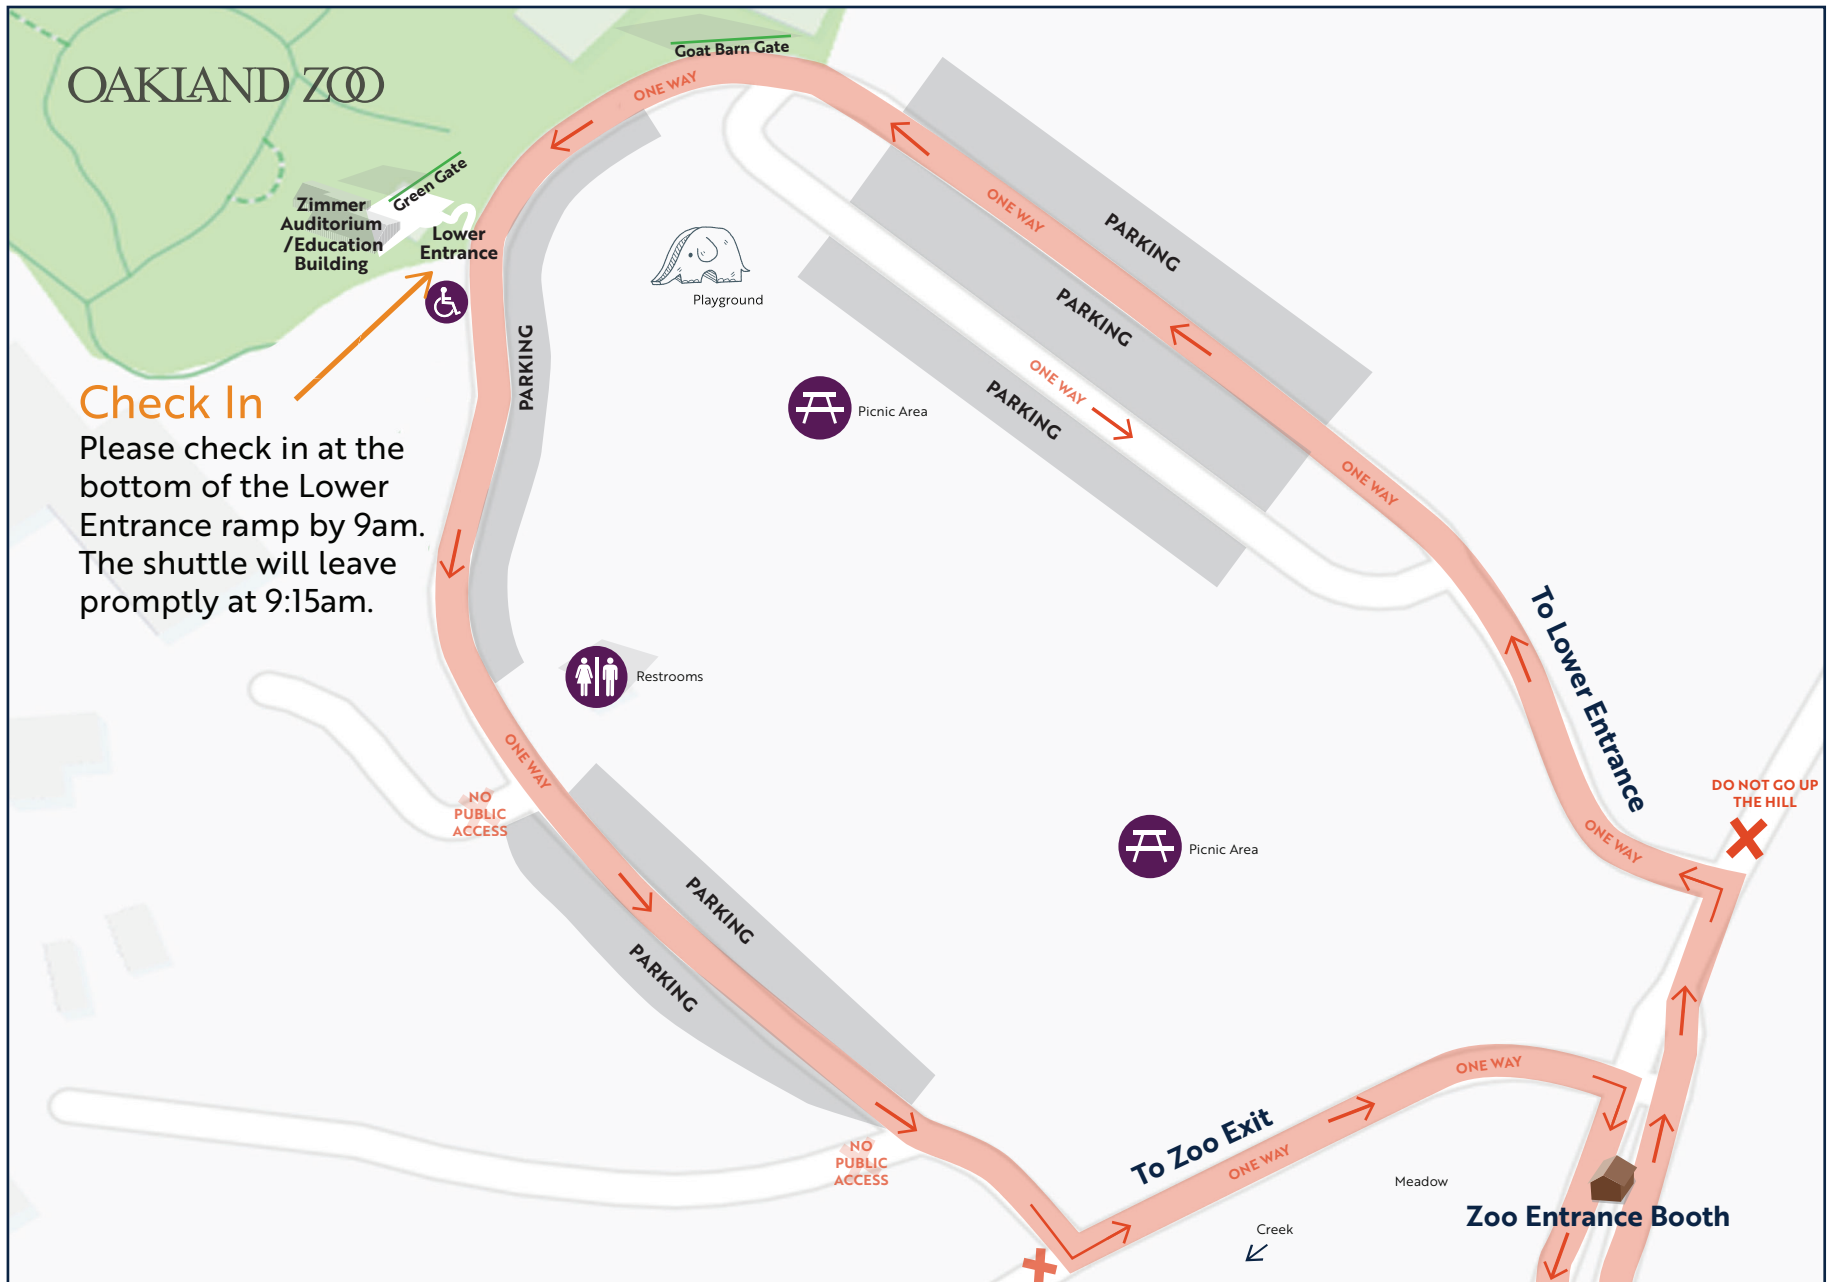 Goat Barn Gate
OAKLAND ZOO
ONE WAY
Green Gate
Zimmer
Auditorium
/Education
Building
Lower
Entrance
Check In
Please check in at the
bottom of the Lower
Entrance ramp by 9am.
The shuttle will leave
promptly at 9:15am.
PARKING
Playground
Picnic Area
ONE WAY
PARKING
PARKING
ONE WAY
PARKING
ONE WAY
To Lower Entrance
Restrooms
ONE WAY
NO
PUBLIC
ACCESS
DO NOT GO UP
THE HILL
ONE WAY
Picnic Area
PARKING
PARKING
ONE WAY
To Zoo Exit
ONE WAY
NO
PUBLIC
ACCESS
Meadow
Zoo Entrance Booth
Creek